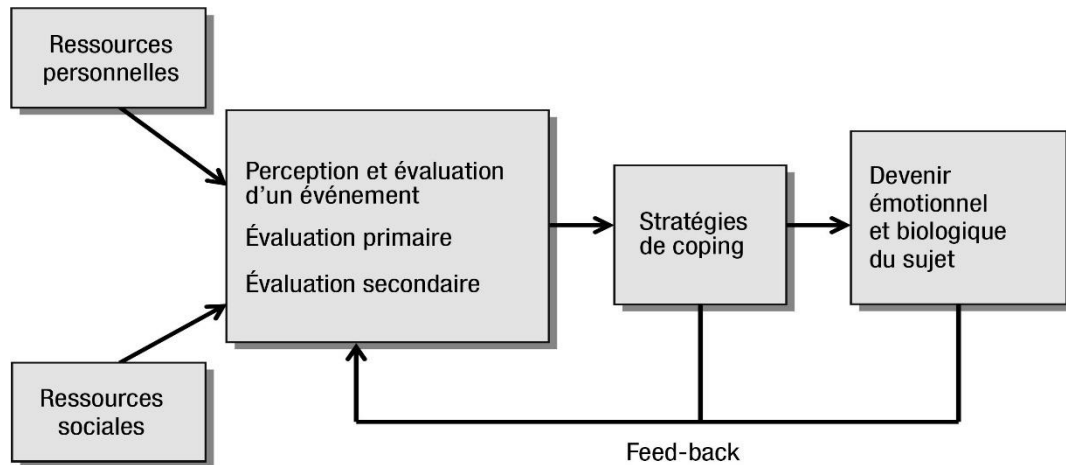 Ressources
personnelles
Perception et évaluation
d'un événement
Évaluation primaire
Évaluation secondaire
Stratégies
de coping
Devenir
émotionnel
et biologique
du sujet
Ressources
sociales
Feed-back